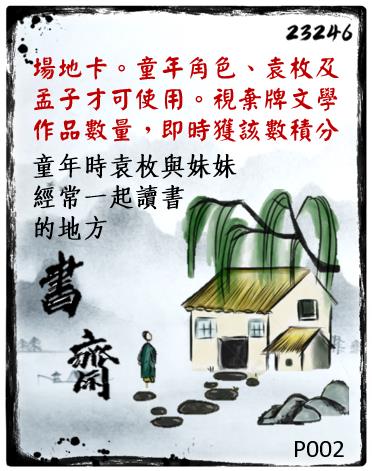 23246
場地卡。童年角色、袁枚及
孟子才可使用。視棄牌文學
作品數量，即時獲該數積分
童年時袁枚與妹妹
經常一起讀書
的地方
書齋
P002